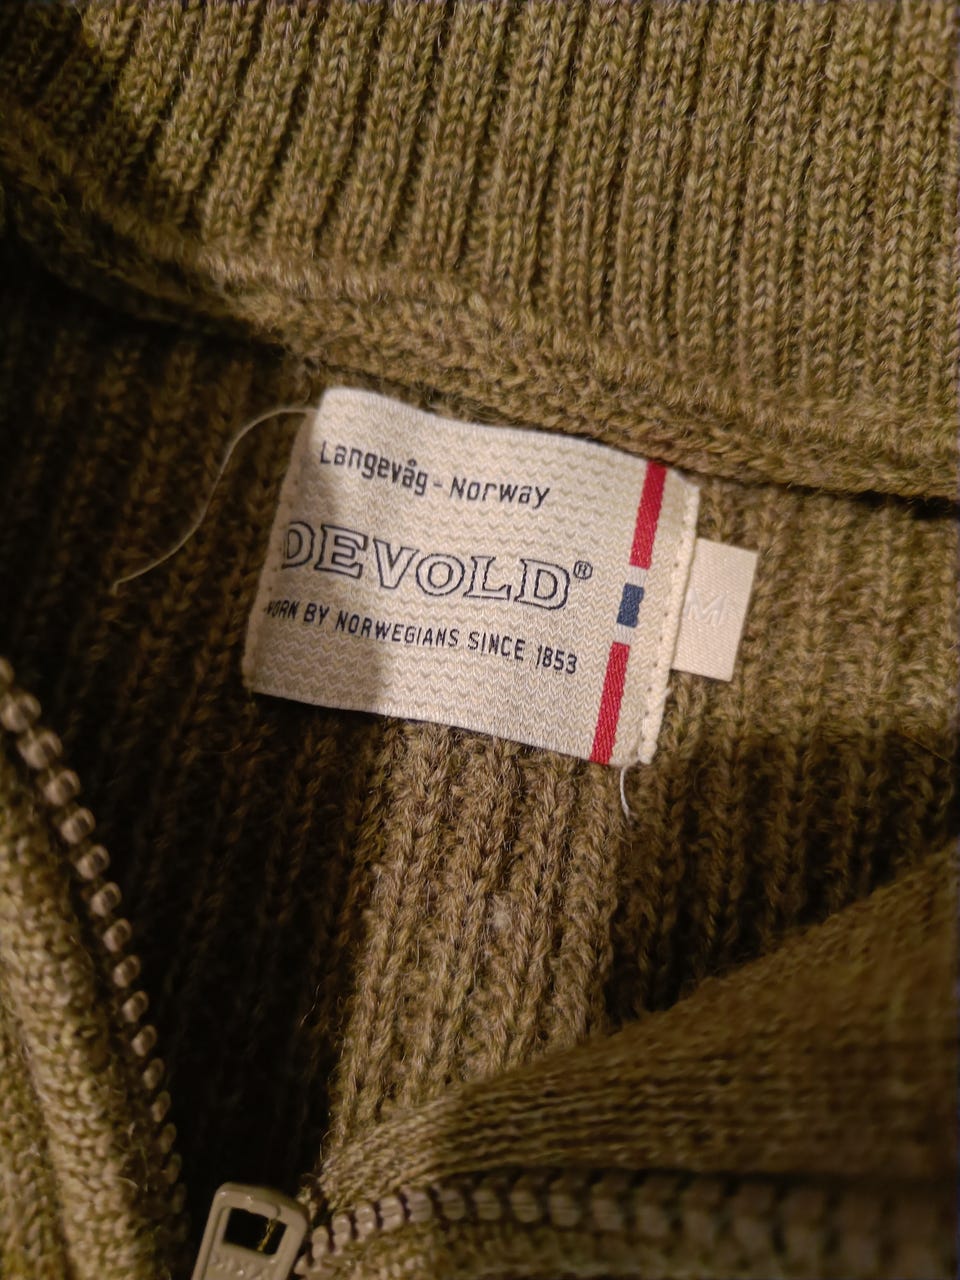 Langevåg - Norway
DEVOLD®
WORN BY NORWEGIANS SINCE 1853
M